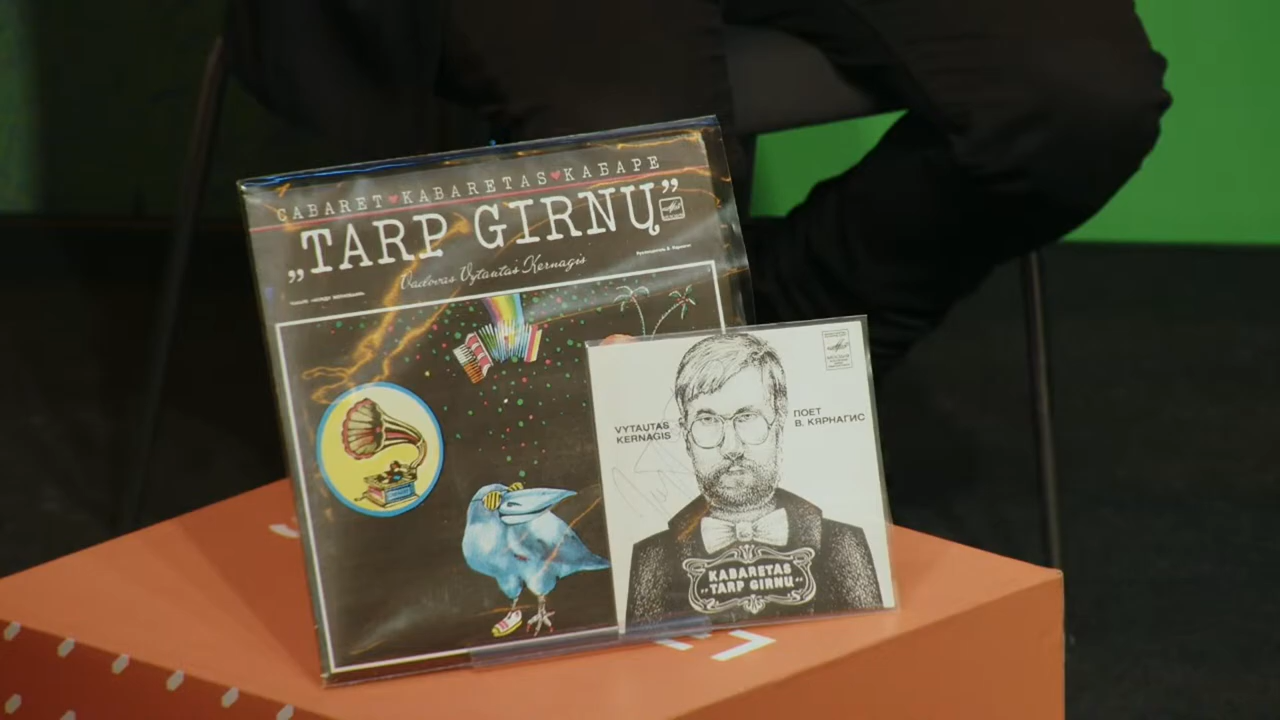 CABARET♥KABARETAS♥КАБАРЕ
„TARP GIRNŲ”
Vadovas Vytautas Kernagis
VYTAUTAS
KERNAGIS
ПОЕТ
В. КЯРНАГИС
KABARETAS
„TARP GIRNŲ“